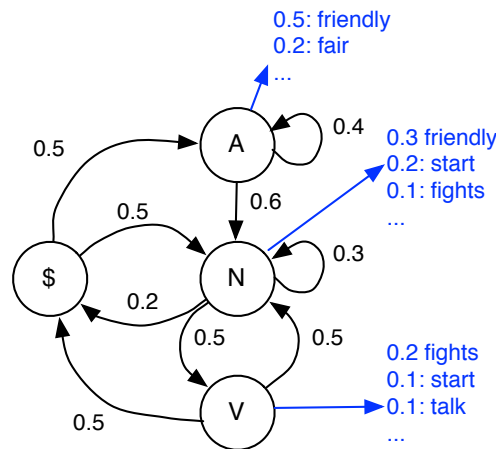 0.5: friendly
0.2: fair
...
A
0.4
0.5
0.3 friendly
0.2: start
0.1: fights
...
0.6
0.5
$
N
0.3
0.2
0.5
0.5
0.2 fights
0.1: start
0.1: talk
...
V
0.5